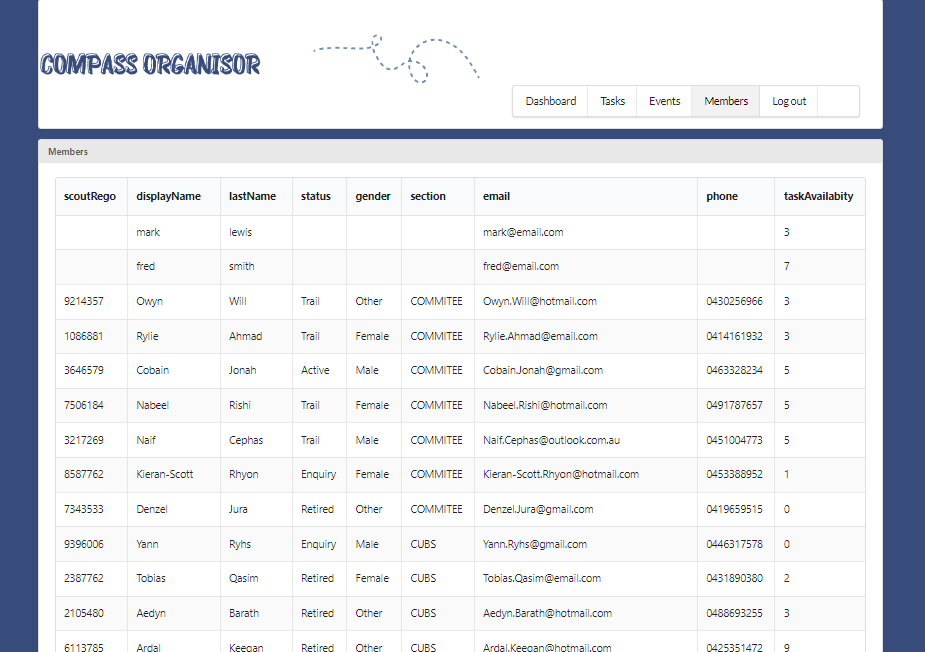 COMPASS ORGANISOR
Dashboard Tasks Events Members Log out
Members
scoutRego displayName lastName status gender section email phone taskAvailabity
mark lewis mark@email.com 3
fred smith fred@email.com 7
9214357 Owyn Will Trail Other COMMITEE Owyn.Will@hotmail.com 0430256966 3
1086881 Rylie Ahmad Trail Female COMMITEE Rylie.Ahmad@email.com 0414161932 3
3646579 Cobain Jonah Active Male COMMITEE Cobain.Jonah@gmail.com 0463328234 5
7506184 Nabeel Rishi Trail Female COMMITEE Nabeel.Rishi@hotmail.com 0491787657 5
3217269 Naif Cephas Trail Male COMMITEE Naif.Cephas@outlook.com.au 0451004773 5
8587762 Kieran-Scott Rhyon Enquiry Female COMMITEE Kieran-Scott.Rhyon@hotmail.com 0453388952 1
7343533 Denzel Jura Retired Other COMMITEE Denzel.Jura@gmail.com 0419659515 0
9396006 Yann Ryhs Enquiry Male CUBS Yann.Ryhs@gmail.com 0446317578 0
2387762 Tobias Qasim Retired Female CUBS Tobias.Qasim@email.com 0431890380 2
2105480 Aedyn Barath Retired Other CUBS Aedyn.Barath@hotmail.com 0488693255 3
6113785 Ardal Keegan Retired Other CUBS Ardal.Keegan@hotmail.com 0425351472 9